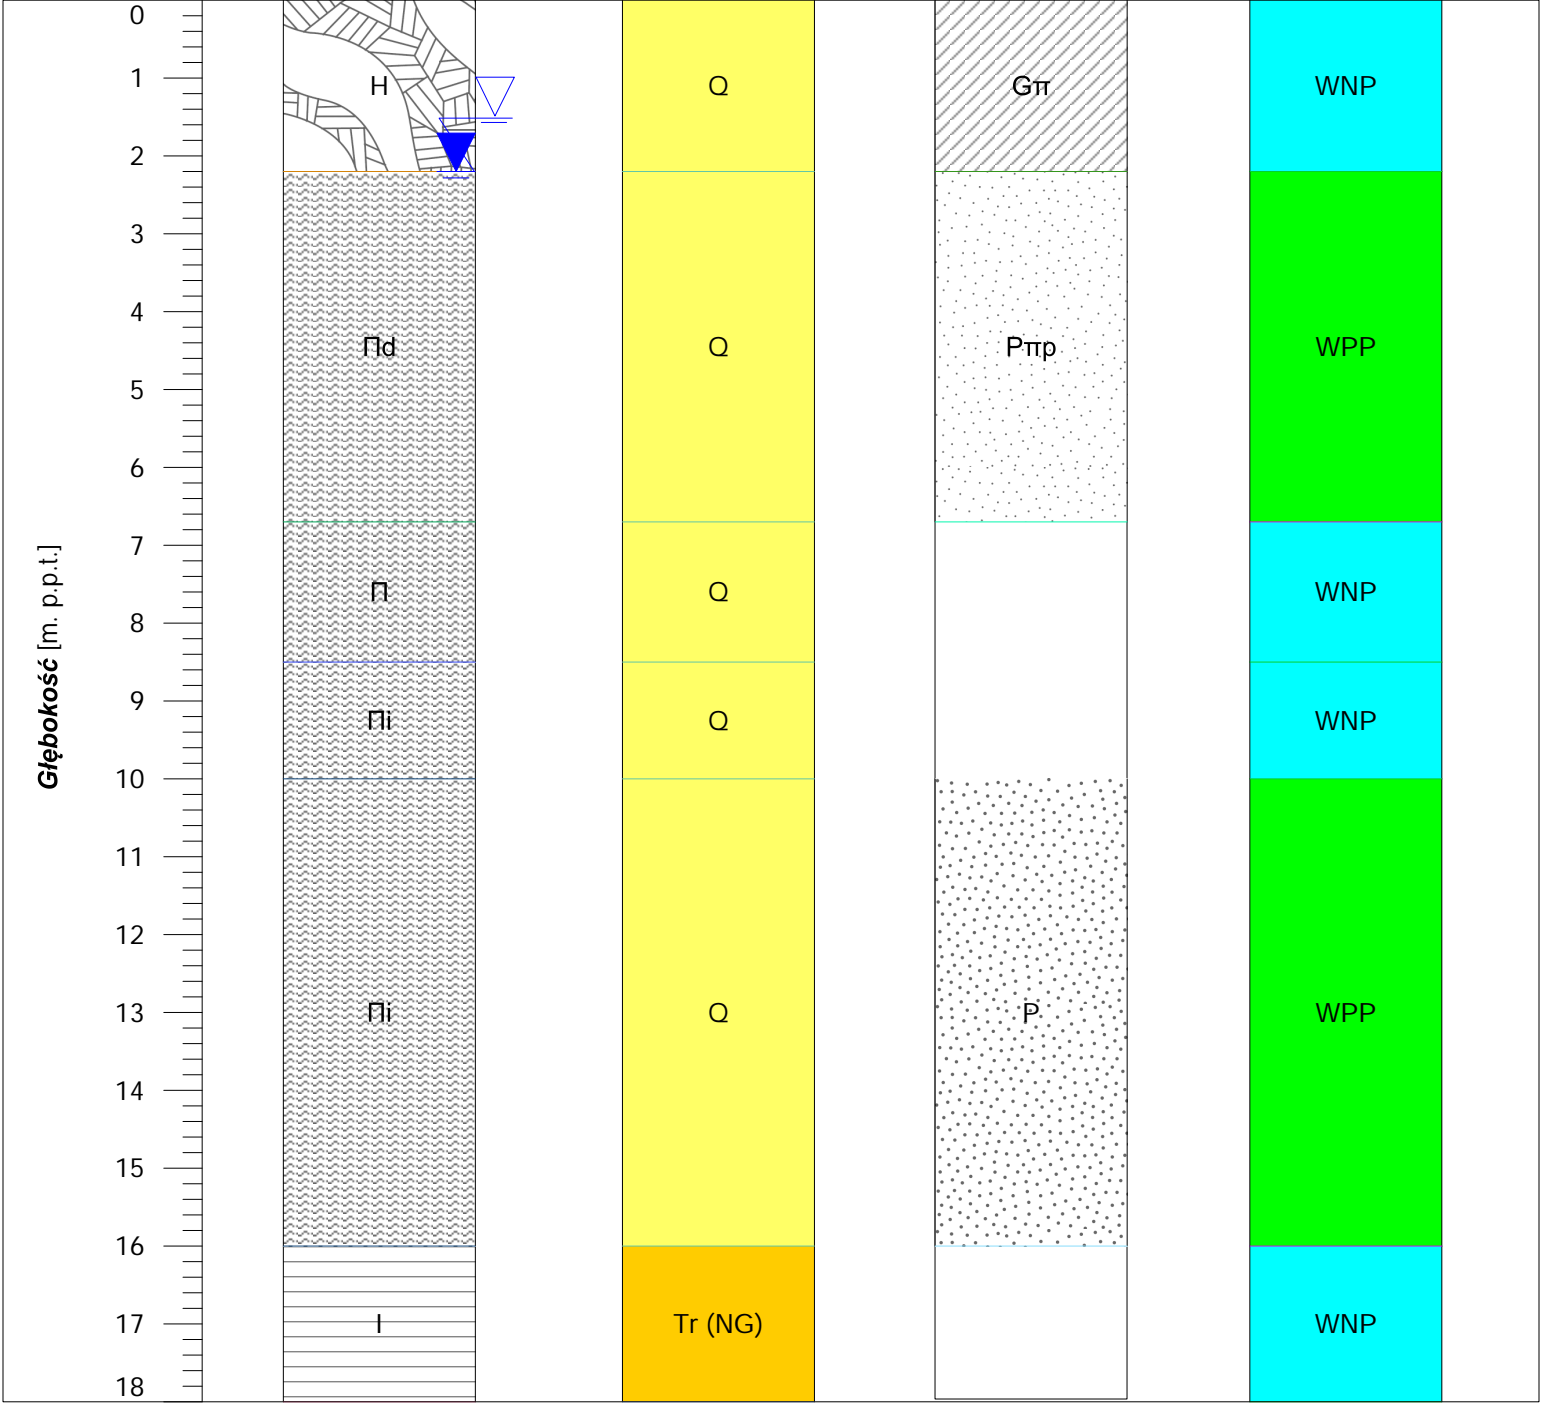 0
1
H
Q
Gπ
WNP
2
3
4
Πd
Q
Pπp
WPP
5
6
7
Π
Q
WNP
8
9
Πi
Q
WNP
10
11
12
13
Πi
Q
P
WPP
14
15
16
17
I
Tr (NG)
WNP
18
Głębokość [m. p.p.t.]